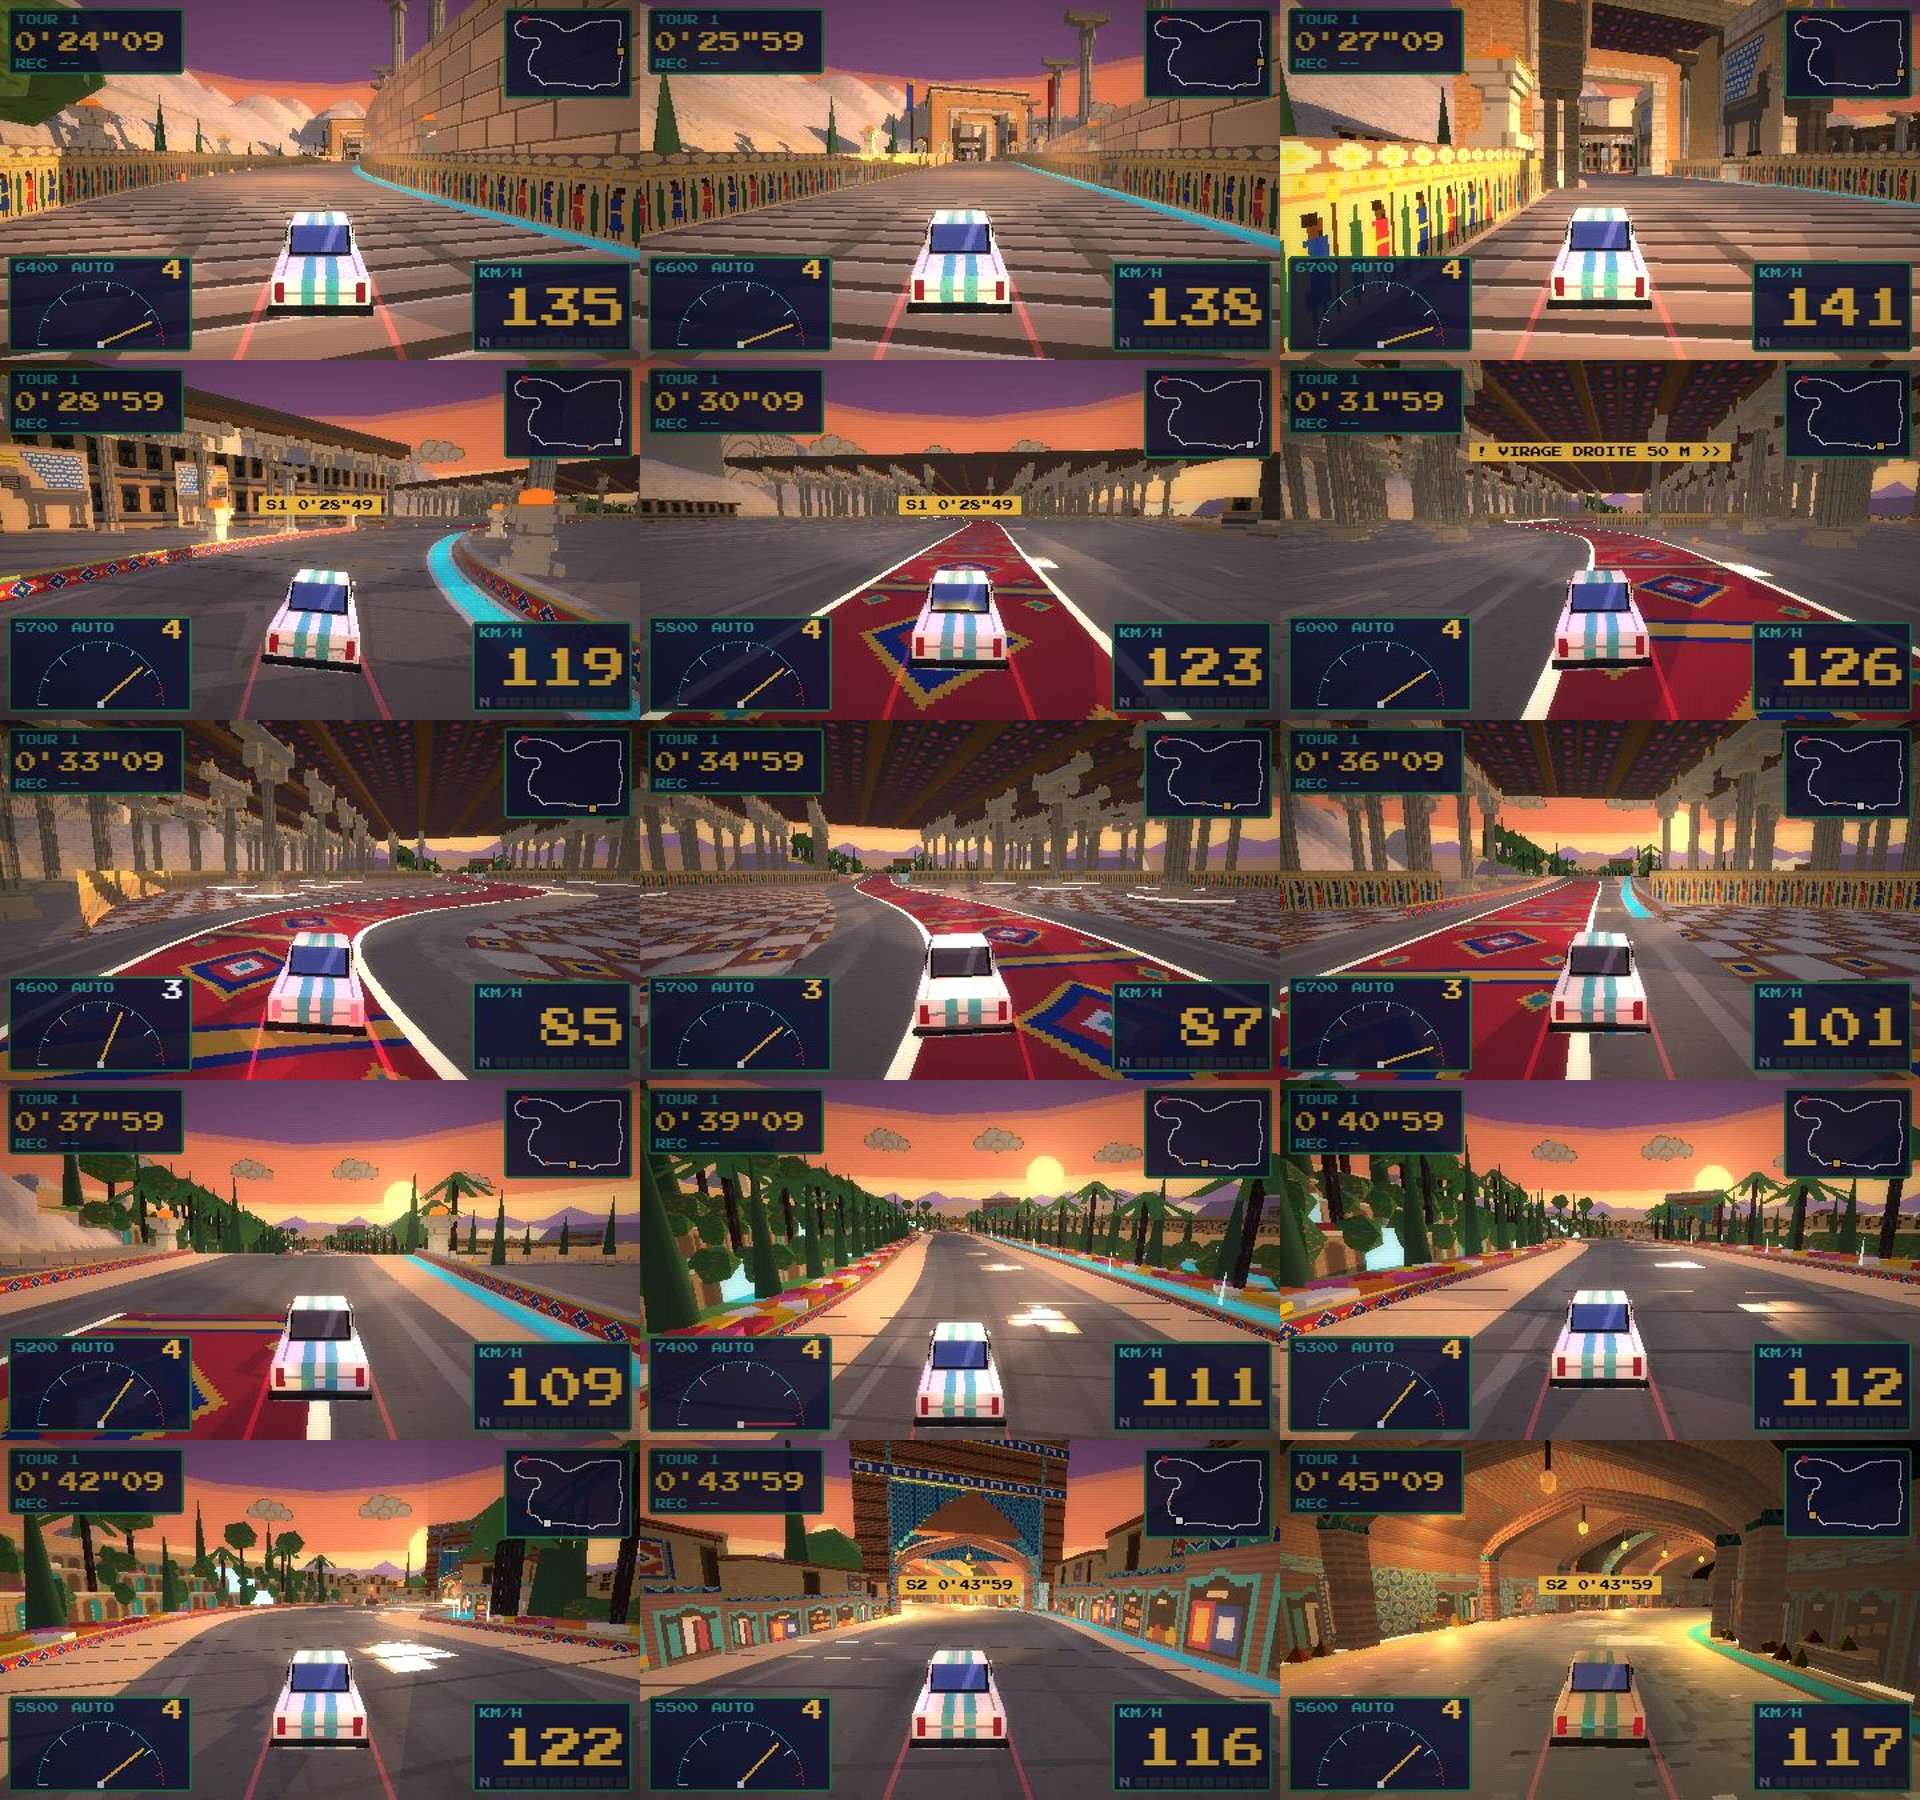 TOUR 1
0'24"09
REC --
6400 AUTO 4
KM/H
135
N
TOUR 1
0'25"59
REC --
6600 AUTO 4
KM/H
138
N
TOUR 1
0'27"09
REC --
6700 AUTO 4
KM/H
141
N
TOUR 1
0'28"59
REC --
S1 0'28"49
5700 AUTO 4
KM/H
119
N
TOUR 1
0'30"09
REC --
S1 0'28"49
5800 AUTO 4
KM/H
123
N
TOUR 1
0'31"59
REC --
! VIRAGE DROITE 50 M >>
6000 AUTO 4
KM/H
126
N
TOUR 1
0'33"09
REC --
4600 AUTO 3
KM/H
85
N
TOUR 1
0'34"59
REC --
5700 AUTO 3
KM/H
87
N
TOUR 1
0'36"09
REC --
6700 AUTO 3
KM/H
101
N
TOUR 1
0'37"59
REC --
5200 AUTO 4
KM/H
109
N
TOUR 1
0'39"09
REC --
7400 AUTO 4
KM/H
111
N
TOUR 1
0'40"59
REC --
5300 AUTO 4
KM/H
112
N
TOUR 1
0'42"09
REC --
5800 AUTO 4
KM/H
122
N
TOUR 1
0'43"59
REC --
S2 0'43"59
5500 AUTO 4
KM/H
116
N
TOUR 1
0'45"09
REC --
S2 0'43"59
5600 AUTO 4
KM/H
117
N